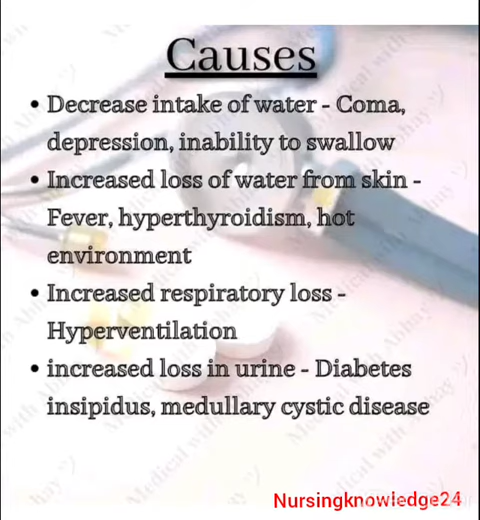 Causes
• Decrease intake of water - Coma,
depression, inability to swallow
• Increased loss of water from skin -
Fever, hyperthyroidism, hot
environment
• Increased respiratory loss -
Hyperventilation
• increased loss in urine - Diabetes
insipidus, medullary cystic disease
Nursingknowledge24